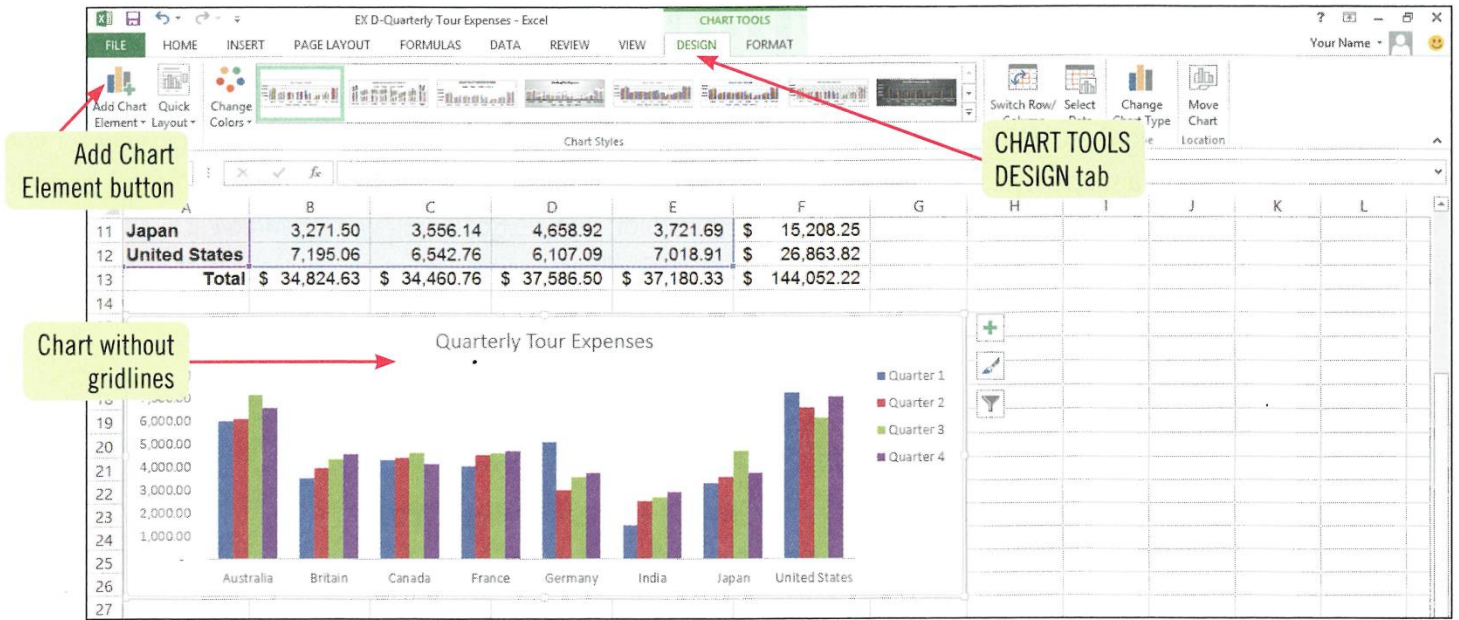 EX D-Quarterly Tour Expenses - Excel
CHART TOOLS
?
FILE HOME INSERT PAGE LAYOUT FORMULAS DATA REVIEW VIEW DESIGN FORMAT
Your Name
Add Chart Element
Quick Layout
Change Colors
Switch Row/
Select
Change
Chart Type
Move Chart
Chart Styles
Location
Add Chart
Element button
CHART TOOLS
DESIGN tab
fx
A B C D E F G H I J K L
11 Japan 3,271.50 3,556.14 4,658.92 3,721.69 $ 15,208.25
12 United States 7,195.06 6,542.76 6,107.09 7,018.91 $ 26,863.82
13 Total $ 34,824.63 $ 34,460.76 $ 37,586.50 $ 37,180.33 $ 144,052.22
14
Chart without
gridlines
Quarterly Tour Expenses
Quarter 1
Quarter 2
Quarter 3
Quarter 4
19 6,000.00
20 5,000.00
21 4,000.00
22 3,000.00
23 2,000.00
24 1,000.00
25 -
26 Australia Britain Canada France Germany India Japan United States
27